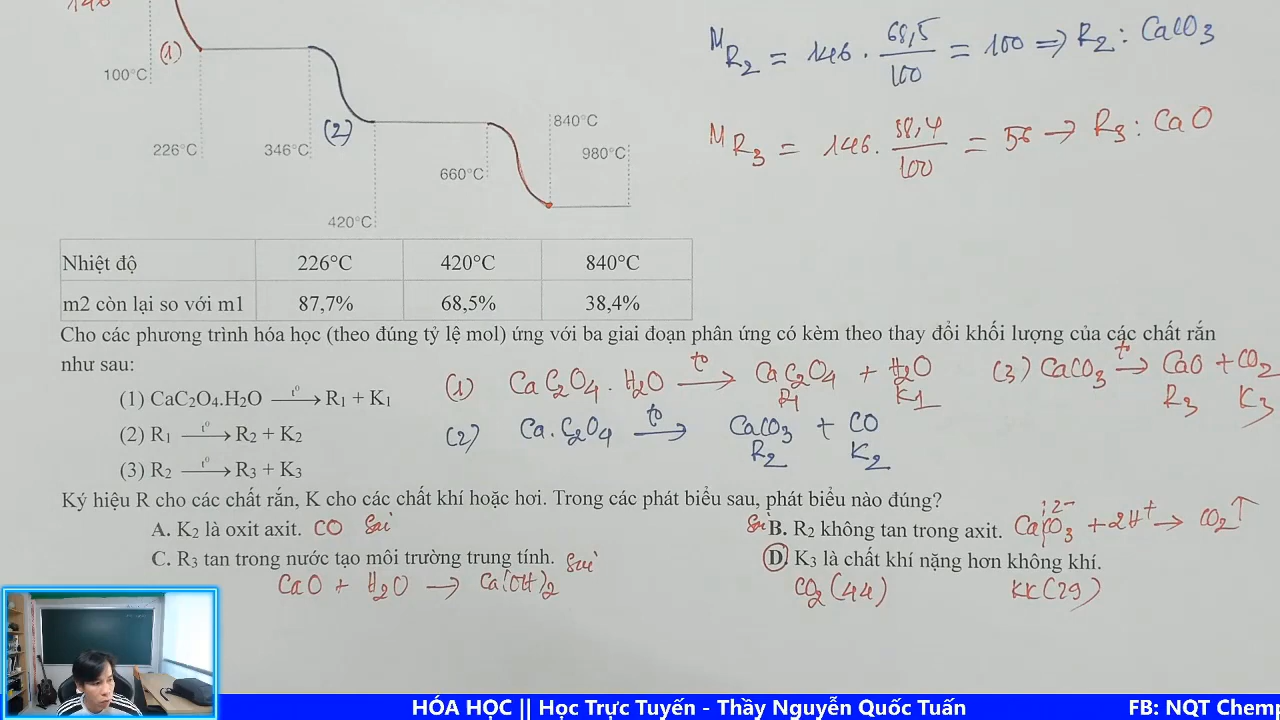 146
(1)
100°C
226°C
346°C
(2)
420°C
660°C
840°C
980°C
M R₂ = 146 . 68,5/100 = 100 => R₂ : CaCO₃
M R₃ = 146. 38,4/100 = 56 → R₃ : CaO
Nhiệt độ 226°C 420°C 840°C
m2 còn lại so với m1 87,7% 68,5% 38,4%
Cho các phương trình hóa học (theo đúng tỷ lệ mol) ứng với ba giai đoạn phản ứng có kèm theo thay đổi khối lượng của các chất rắn
như sau:
(1) CaC2O4.H2O t⁰ → R1 + K1
(2) R1 t⁰ → R2 + K2
(3) R2 t⁰ → R3 + K3
(1) CaC₂O₄ . H₂O t⁰ → CaC₂O₄ + H₂O
R₁ K₁
(2) Ca.C₂O₄ t⁰ → CaCO₃ + CO
R₂ K₂
(3) CaCO₃ t⁰ → CaO + CO₂
R₃ K₃
Ký hiệu R cho các chất rắn, K cho các chất khí hoặc hơi. Trong các phát biểu sau, phát biểu nào đúng?
A. K2 là oxit axit. CO Sai
Sai B. R2 không tan trong axit. CaCO₃ 2- + 2H⁺ → CO₂ ↑
C. R3 tan trong nước tạo môi trường trung tính. Sai
D. K3 là chất khí nặng hơn không khí.
CaO + H₂O → Ca(OH)₂
CO₂ (44) KK(29)
HÓA HỌC || Học Trực Tuyến - Thầy Nguyễn Quốc Tuấn
FB: NQT Chemp